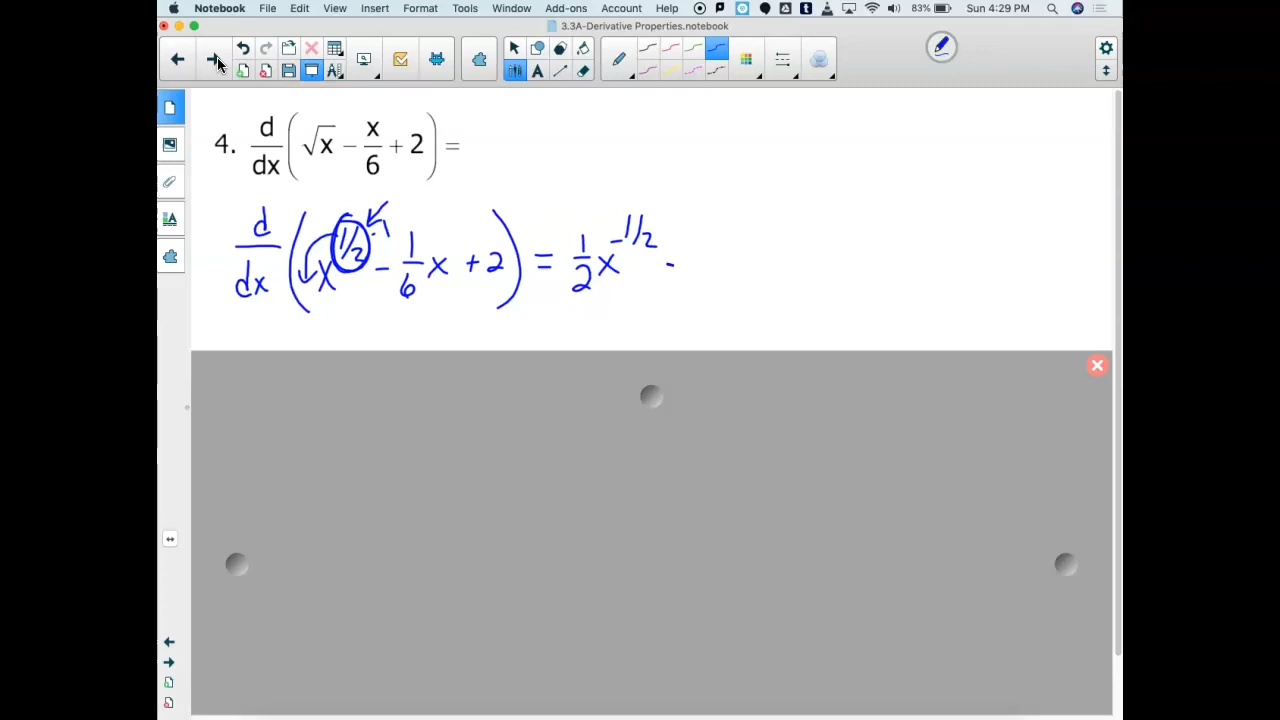 Notebook File Edit View Insert Format Tools Window Add-ons Account Help 83% Sun 4:29 PM
3.3A-Derivative Properties.notebook
4. d/dx (√x − x/6 + 2) =
d/dx (x^1/2 -1 − 1/6 x + 2) = 1/2 x^-1/2 -